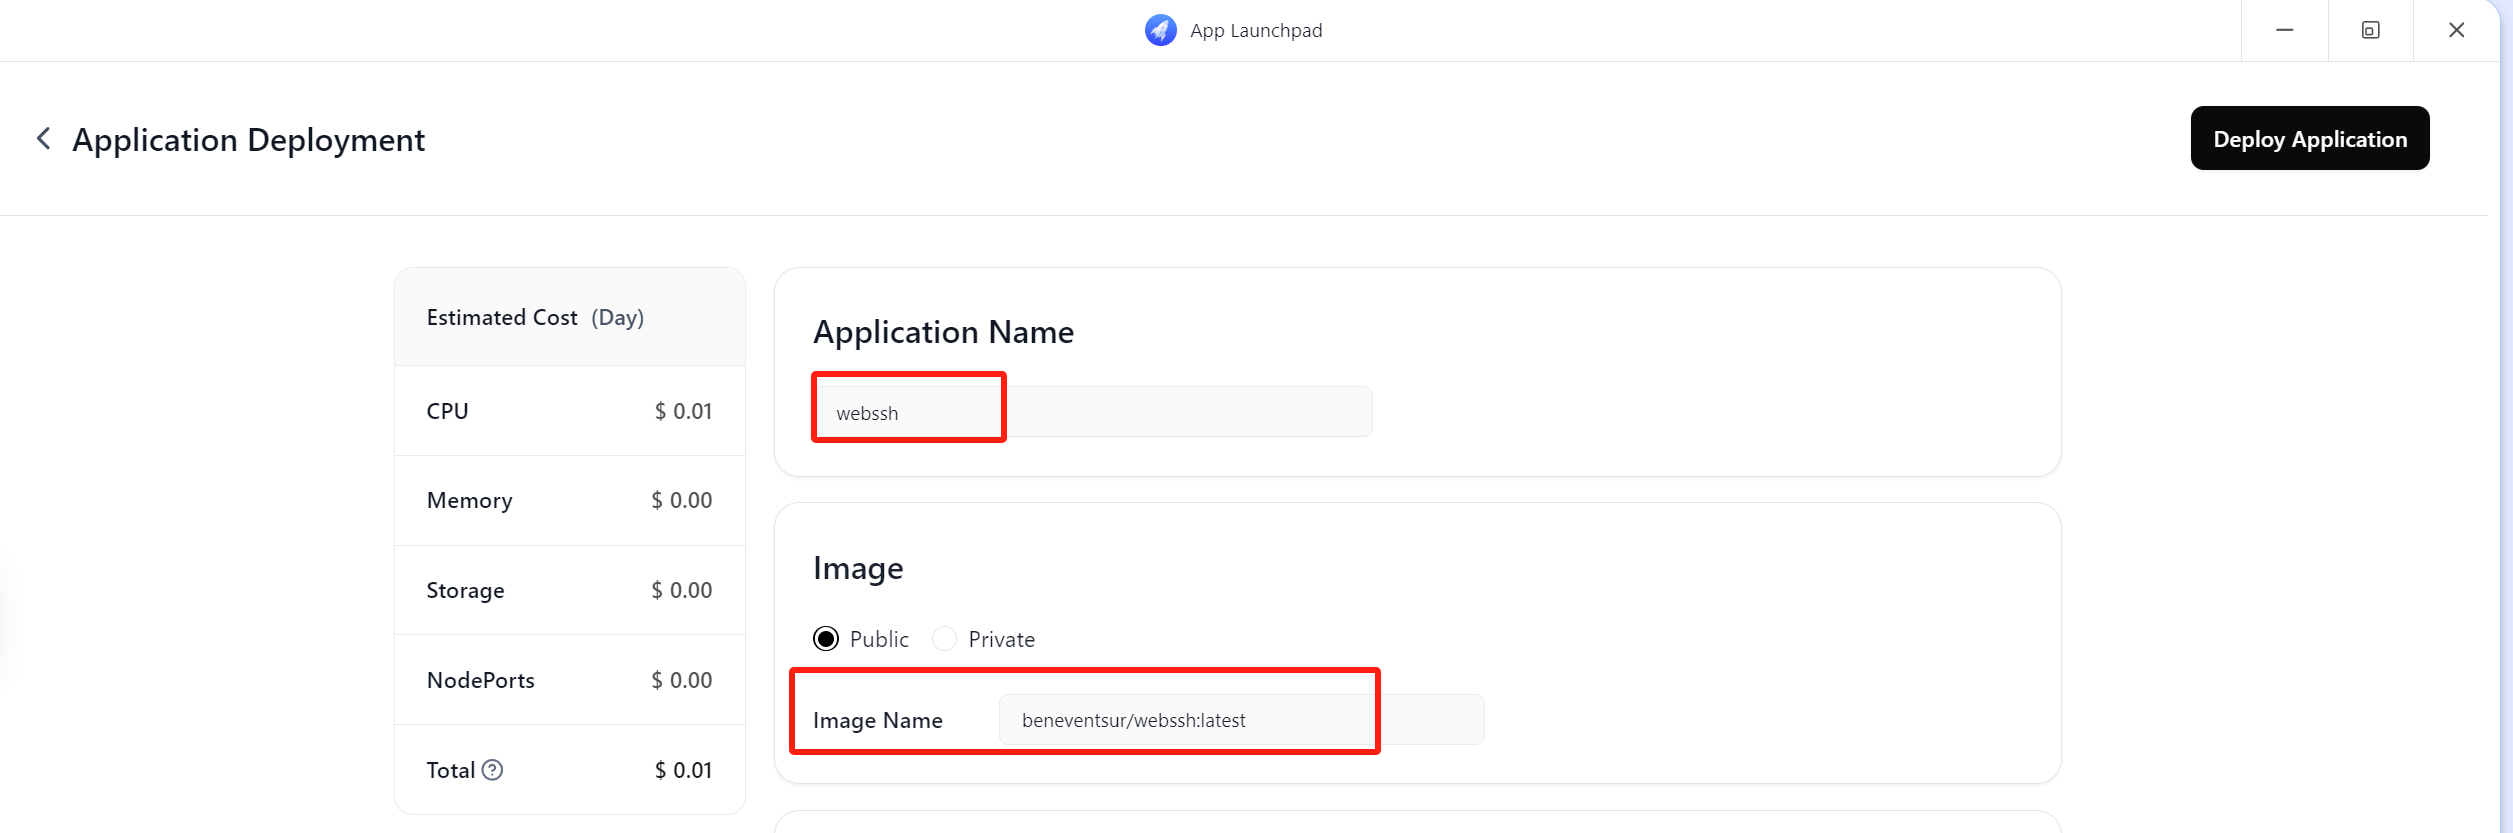 App Launchpad
Application Deployment
Deploy Application
Estimated Cost (Day)
CPU $ 0.01
Memory $ 0.00
Storage $ 0.00
NodePorts $ 0.00
Total $ 0.01
Application Name
webssh
Image
Public Private
Image Name beneventsur/webssh:latest